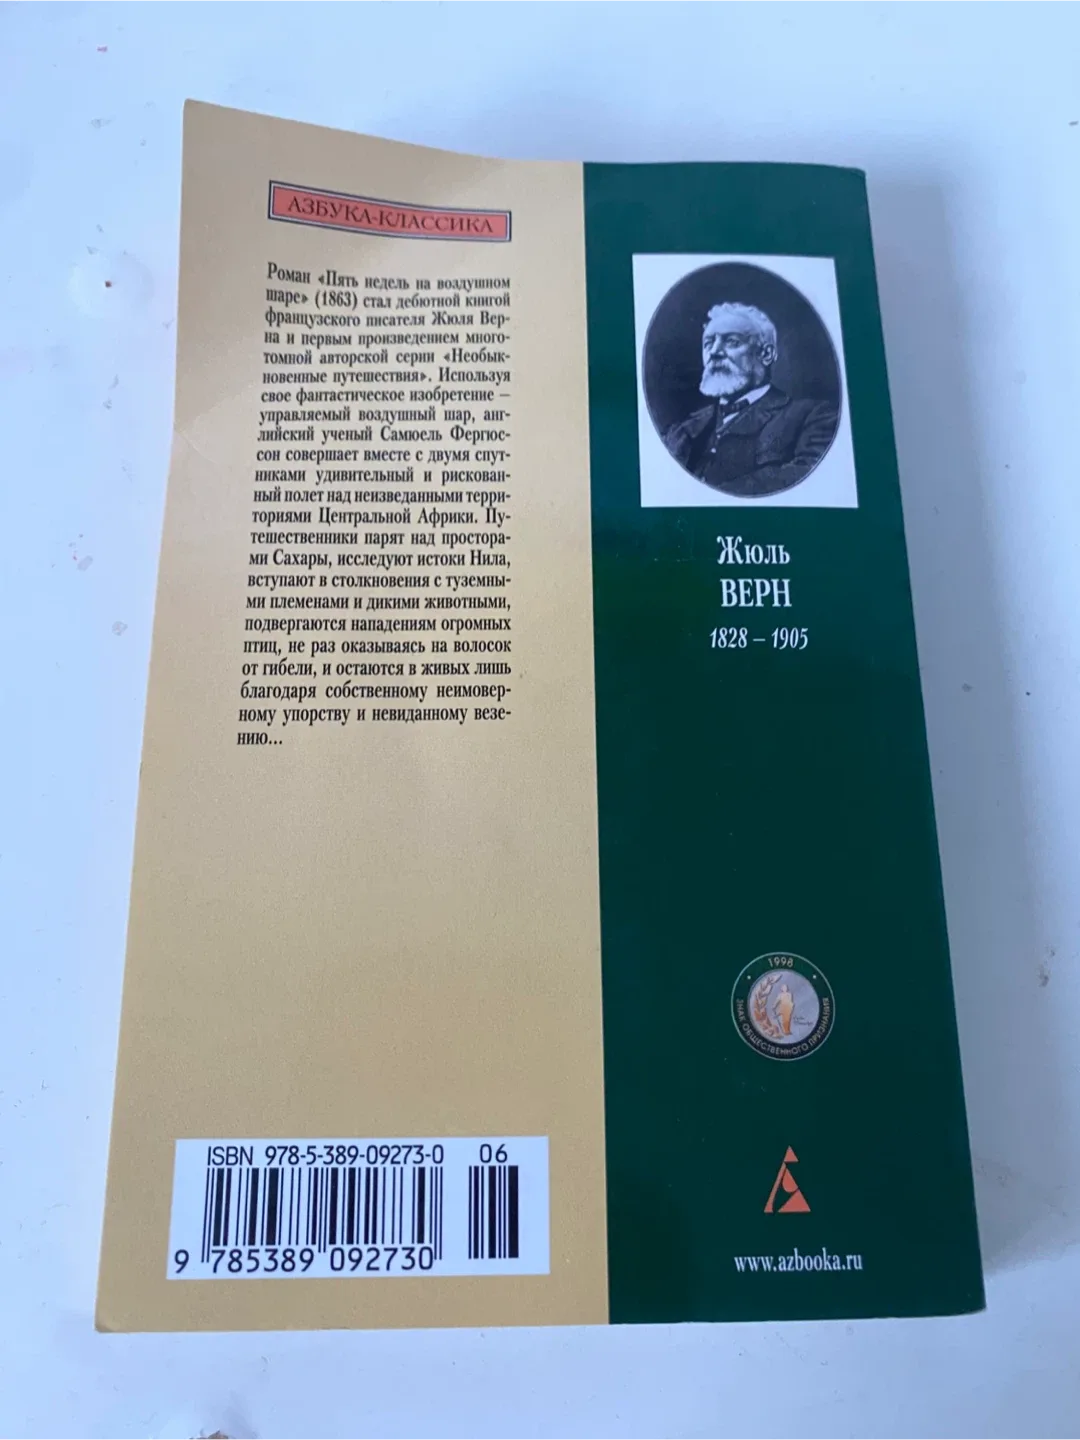 АЗБУКА-КЛАССИКА
Роман «Пять недель на воздушном
шаре» (1863) стал дебютной книгой
французского писателя Жюля Вер-
на и первым произведением много-
томной авторской серии «Необык-
новенные путешествия». Используя
свое фантастическое изобретение –
управляемый воздушный шар, анг-
лийский ученый Самюель Фергюс-
сон совершает вместе с двумя спут-
никами удивительный и рискован-
ный полет над неизведанными терри-
ториями Центральной Африки. Пу-
тешественники парят над простора-
ми Сахары, исследуют истоки Нила,
вступают в столкновения с туземны-
ми племенами и дикими животными,
подвергаются нападениям огромных
птиц, не раз оказываясь на волосок
от гибели, и остаются в живых лишь
благодаря собственному неимовер-
ному упорству и невиданному везе-
нию...
Жюль
ВЕРН
1828 – 1905
1998
ЗНАК ОБЩЕСТВЕННОГО ПРИЗНАНИЯ
ISBN 978-5-389-09273-0 06
9 785389 092730
www.azbooka.ru